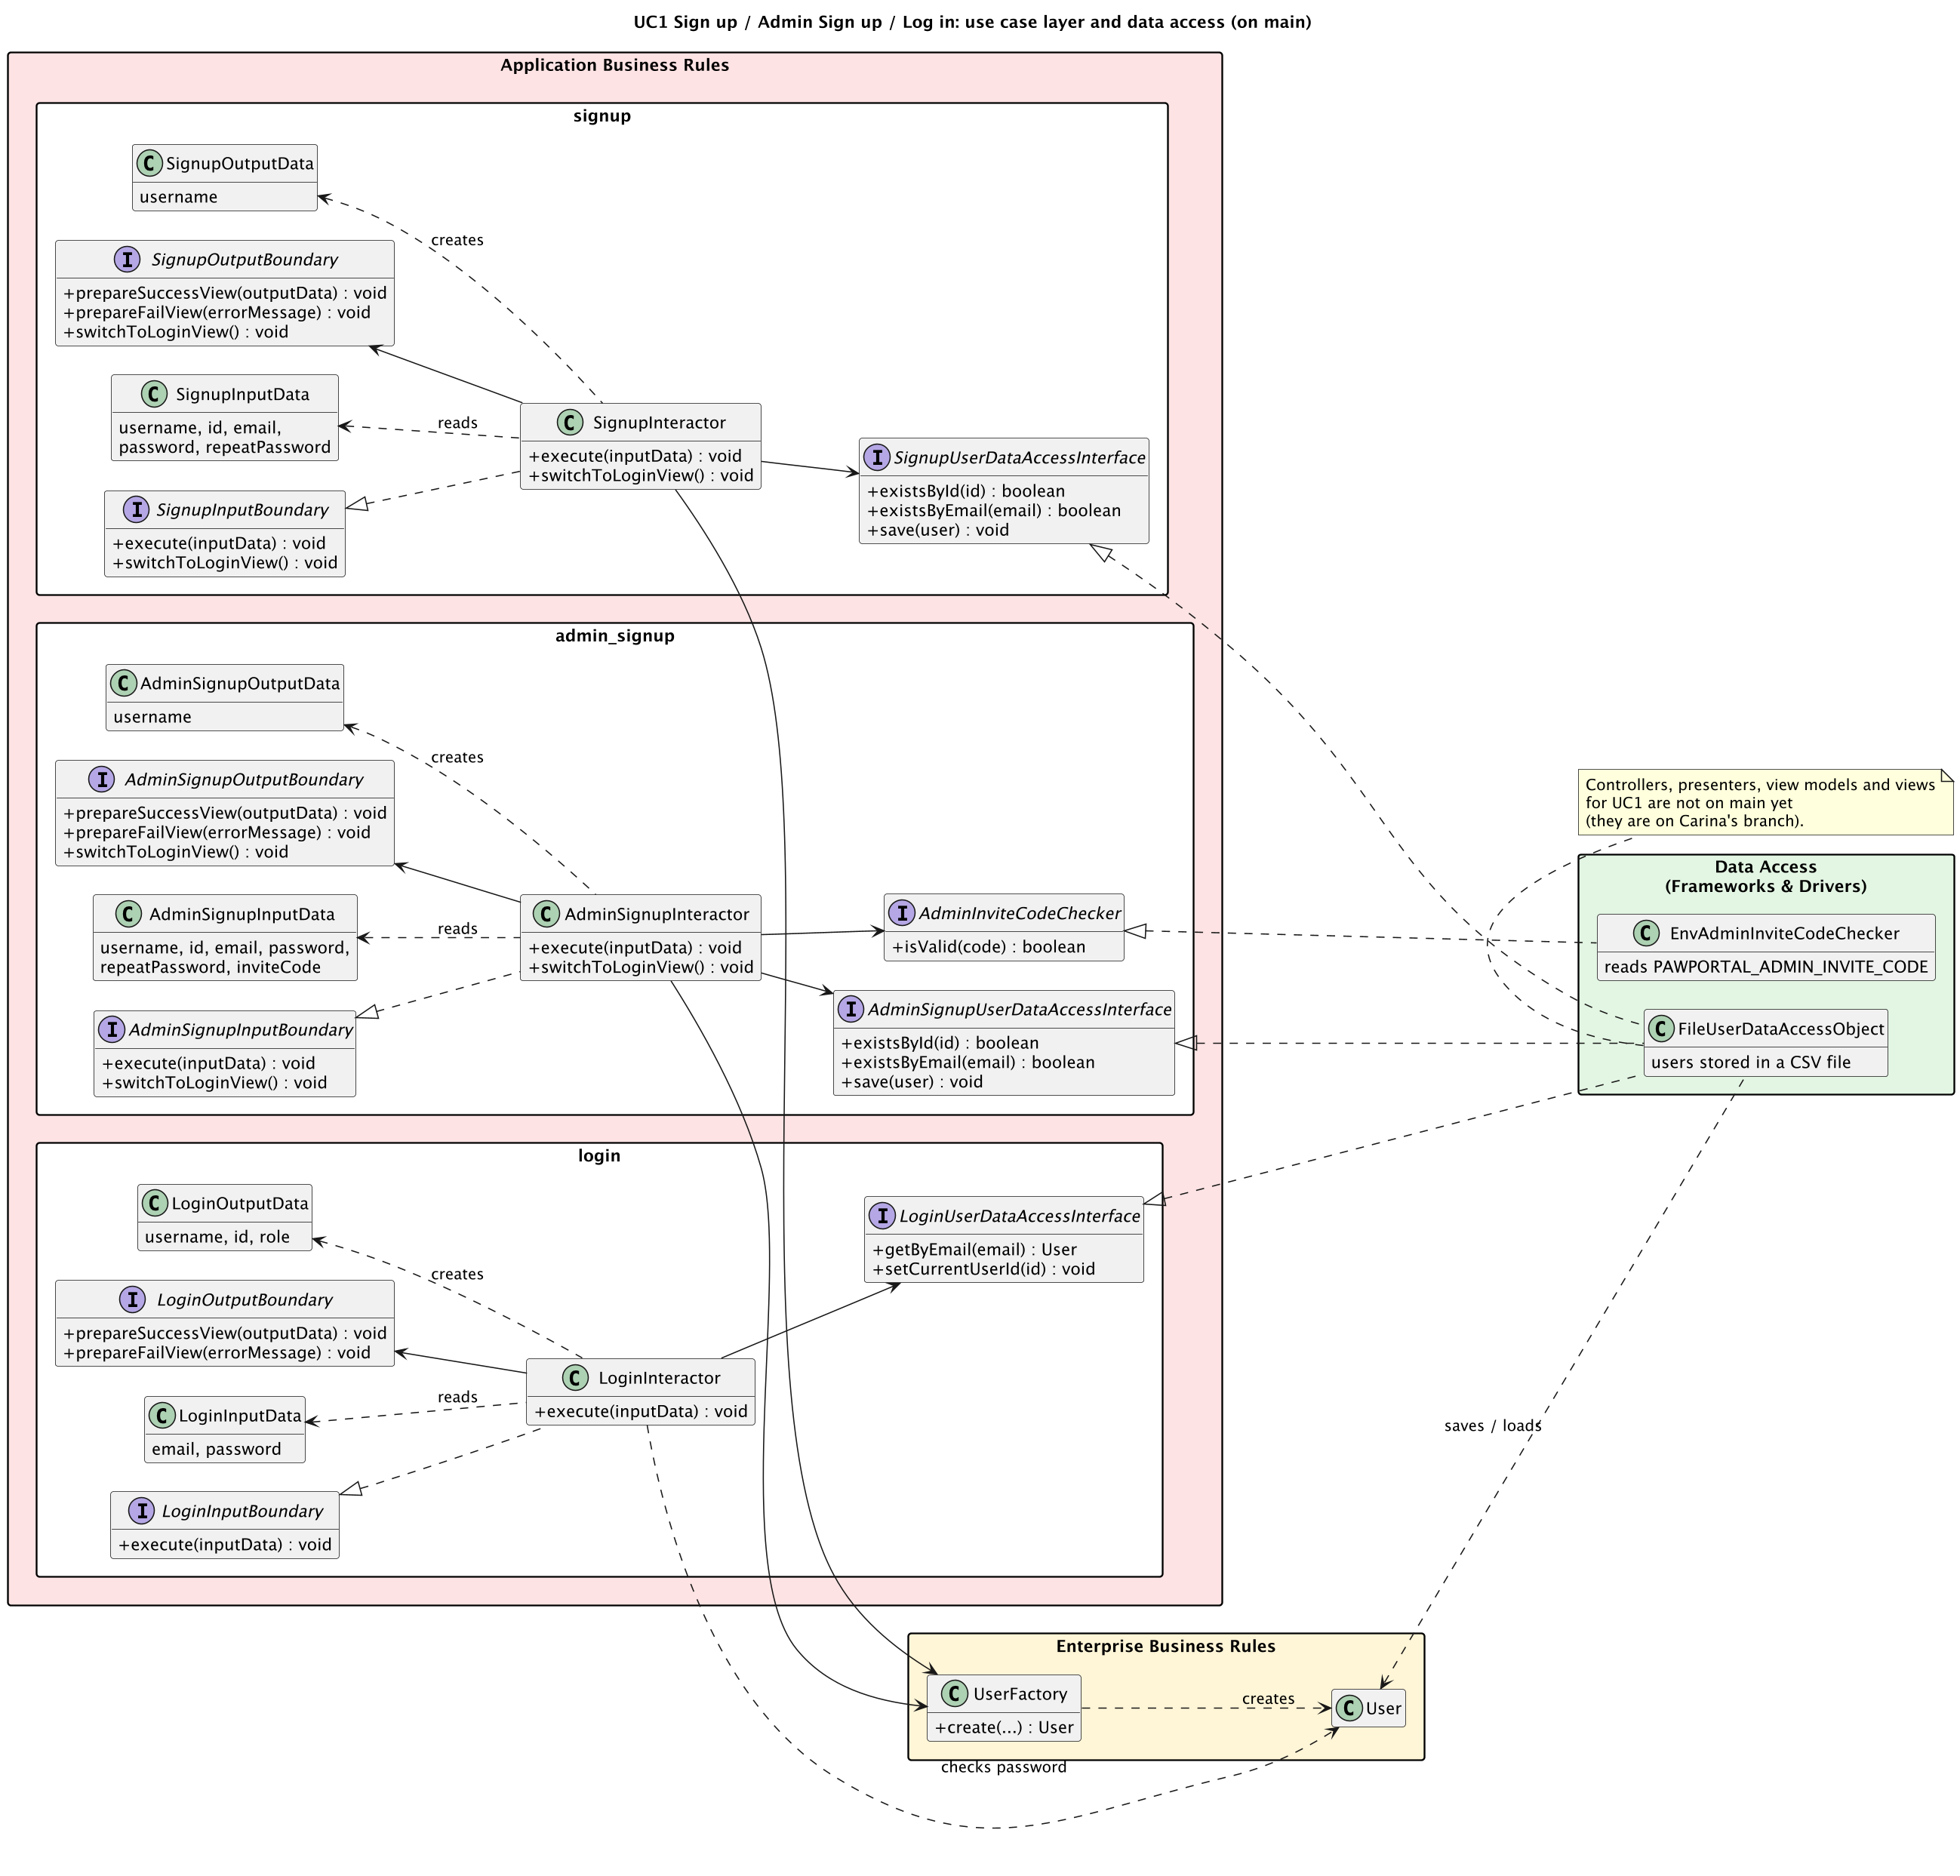 UC1 Sign up / Admin Sign up / Log in: use case layer and data access (on main)
Application Business Rules
signup
C SignupOutputData
username
creates
I SignupOutputBoundary
+prepareSuccessView(outputData) : void
+prepareFailView(errorMessage) : void
+switchToLoginView() : void
C SignupInputData
username, id, email,
password, repeatPassword
reads
I SignupInputBoundary
+execute(inputData) : void
+switchToLoginView() : void
C SignupInteractor
+execute(inputData) : void
+switchToLoginView() : void
I SignupUserDataAccessInterface
+existsById(id) : boolean
+existsByEmail(email) : boolean
+save(user) : void
admin_signup
C AdminSignupOutputData
username
creates
I AdminSignupOutputBoundary
+prepareSuccessView(outputData) : void
+prepareFailView(errorMessage) : void
+switchToLoginView() : void
C AdminSignupInputData
username, id, email, password,
repeatPassword, inviteCode
reads
I AdminSignupInputBoundary
+execute(inputData) : void
+switchToLoginView() : void
C AdminSignupInteractor
+execute(inputData) : void
+switchToLoginView() : void
I AdminInviteCodeChecker
+isValid(code) : boolean
I AdminSignupUserDataAccessInterface
+existsById(id) : boolean
+existsByEmail(email) : boolean
+save(user) : void
login
C LoginOutputData
username, id, role
creates
I LoginOutputBoundary
+prepareSuccessView(outputData) : void
+prepareFailView(errorMessage) : void
C LoginInputData
email, password
reads
I LoginInputBoundary
+execute(inputData) : void
C LoginInteractor
+execute(inputData) : void
I LoginUserDataAccessInterface
+getByEmail(email) : User
+setCurrentUserId(id) : void
Controllers, presenters, view models and views
for UC1 are not on main yet
(they are on Carina's branch).
Data Access
(Frameworks & Drivers)
C EnvAdminInviteCodeChecker
reads PAWPORTAL_ADMIN_INVITE_CODE
C FileUserDataAccessObject
users stored in a CSV file
saves / loads
Enterprise Business Rules
C UserFactory
+create(...) : User
creates
C User
checks password